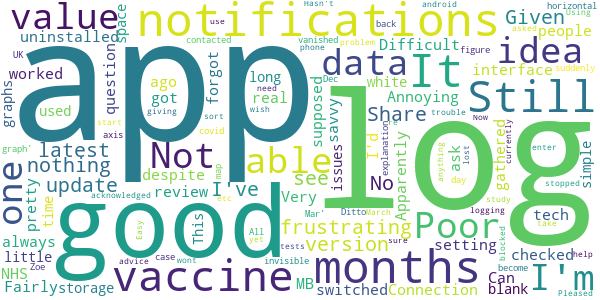 value
notifications
Hasn't
android
horizontal
Using
uninstalled
space
contacted
use
vanished
back
phone
Given
people
asked
suddenly
UK
worked
question
ago
forgot
long
problem
figure
Difficult
idea
graphs
got
real
Dec
need
wish
data
white
It
interface
used
app
log
supposed
savvy
Annoying
Still
start
axis
giving
sort
covid
Share
Now
currently
latest
Not
able
issues
I'd
explanation
re
trouble
nothing
despite
see
No
Apparently
ask
gathered
anything
lost
enter
simple
one
update
review
I've
map
etc
Very
day
stopped
graph'
pretty
time
acknowledged
This
Mar'
frustrating
Poor
logging
tech
study
take
always
good
Easy
All
yet
version
March
sure
setting
checked
little
vaccine
tests
months
blocked
become
I'm
NHS
Zoe
advice
case
wont
invisible
Can
help
Fairly
storage
MB
switched
Connection
blank
Pleased